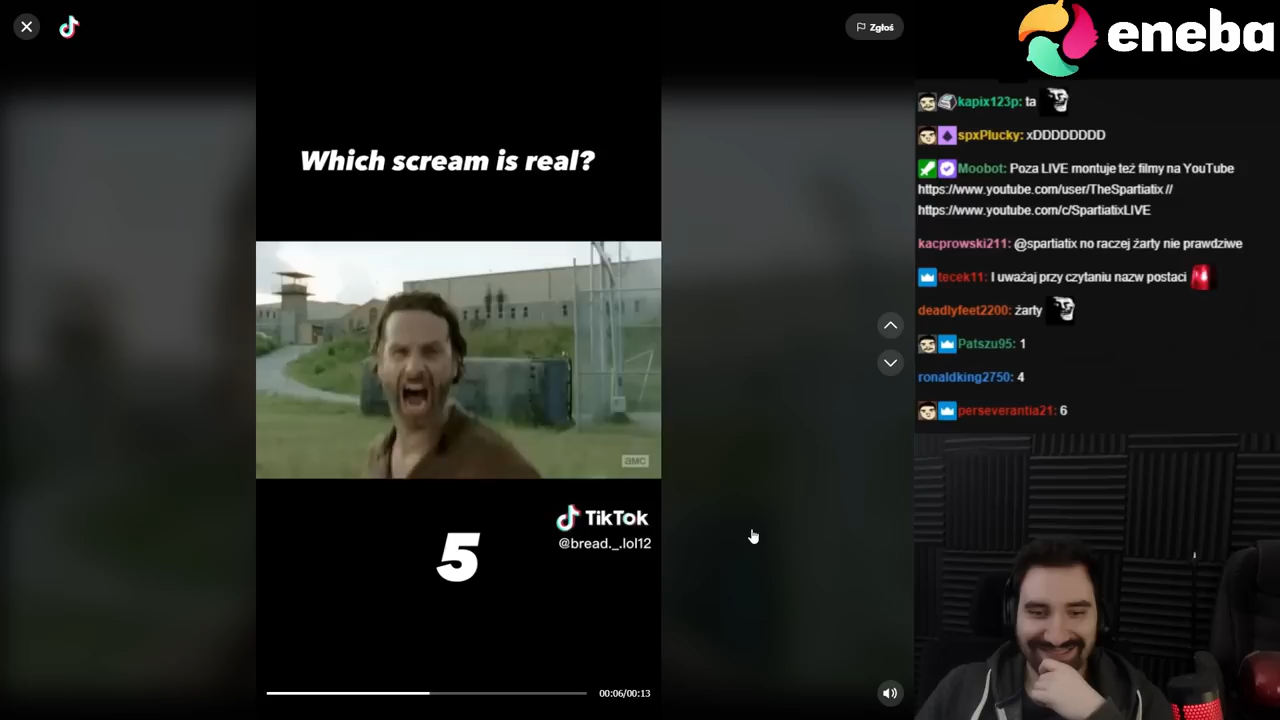 Zgłoś
Which scream is real?
amc
TikTok
@bread._.lol12
5
00:06/00:13
eneba
kapix123p: ta
spxPlucky: xDDDDDDDD
Moobot: Poza LIVE montuje też filmy na YouTube
https://www.youtube.com/user/TheSpartiatix //
https://www.youtube.com/c/SpartiatixLIVE
kacprowski211: @spartiatix no raczej żarty nie prawdziwe
tecek11: I uważaj przy czytaniu nazw postaci
deadlyfeet2200: żarty
Patszu95: 1
ronaldking2750: 4
perseverantia21: 6